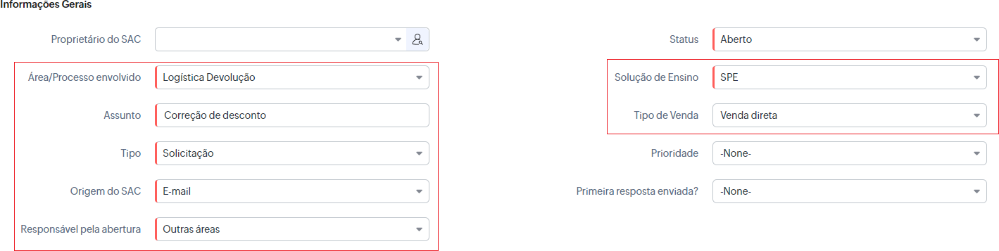 Informações Gerais
Proprietário do SAC
Status Aberto
Área/Processo envolvido Logística Devolução
Solução de Ensino SPE
Assunto Correção de desconto
Tipo de Venda Venda direta
Tipo Solicitação
Prioridade -None-
Origem do SAC E-mail
Primeira resposta enviada? -None-
Responsável pela abertura Outras áreas